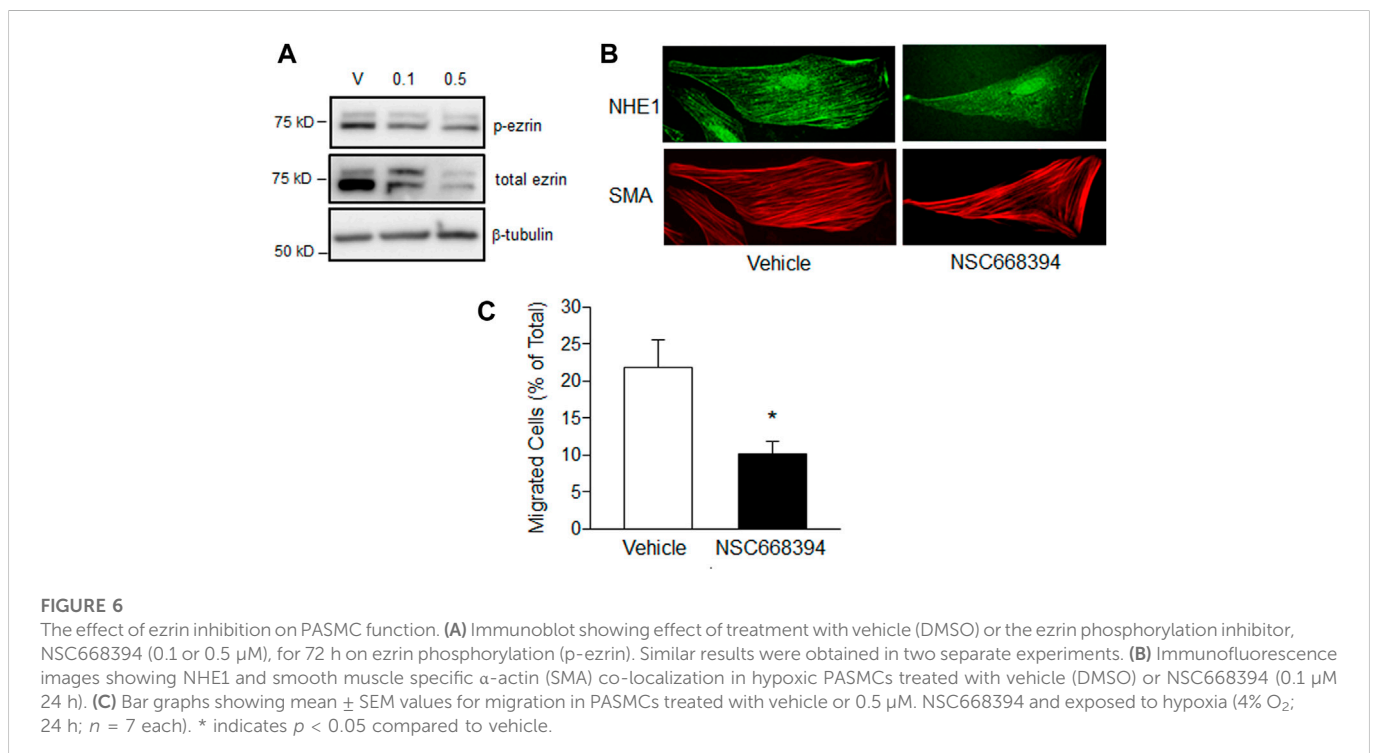 A
V 0.1 0.5
75 kD
p-ezrin
75 kD
total ezrin
50 kD
β-tubulin
B
NHE1
SMA
Vehicle NSC668394
C
Migrated Cells (% of Total)
30
25
20
15
10
5
0
*
Vehicle NSC668394
FIGURE 6
The effect of ezrin inhibition on PASMC function. (A) Immunoblot showing effect of treatment with vehicle (DMSO) or the ezrin phosphorylation inhibitor,
NSC668394 (0.1 or 0.5 μM), for 72 h on ezrin phosphorylation (p-ezrin). Similar results were obtained in two separate experiments. (B) Immunofluorescence
images showing NHE1 and smooth muscle specific α-actin (SMA) co-localization in hypoxic PASMCs treated with vehicle (DMSO) or NSC668394 (0.1 μM
24 h). (C) Bar graphs showing mean ± SEM values for migration in PASMCs treated with vehicle or 0.5 μM. NSC668394 and exposed to hypoxia (4% O₂;
24 h; n = 7 each). * indicates p < 0.05 compared to vehicle.